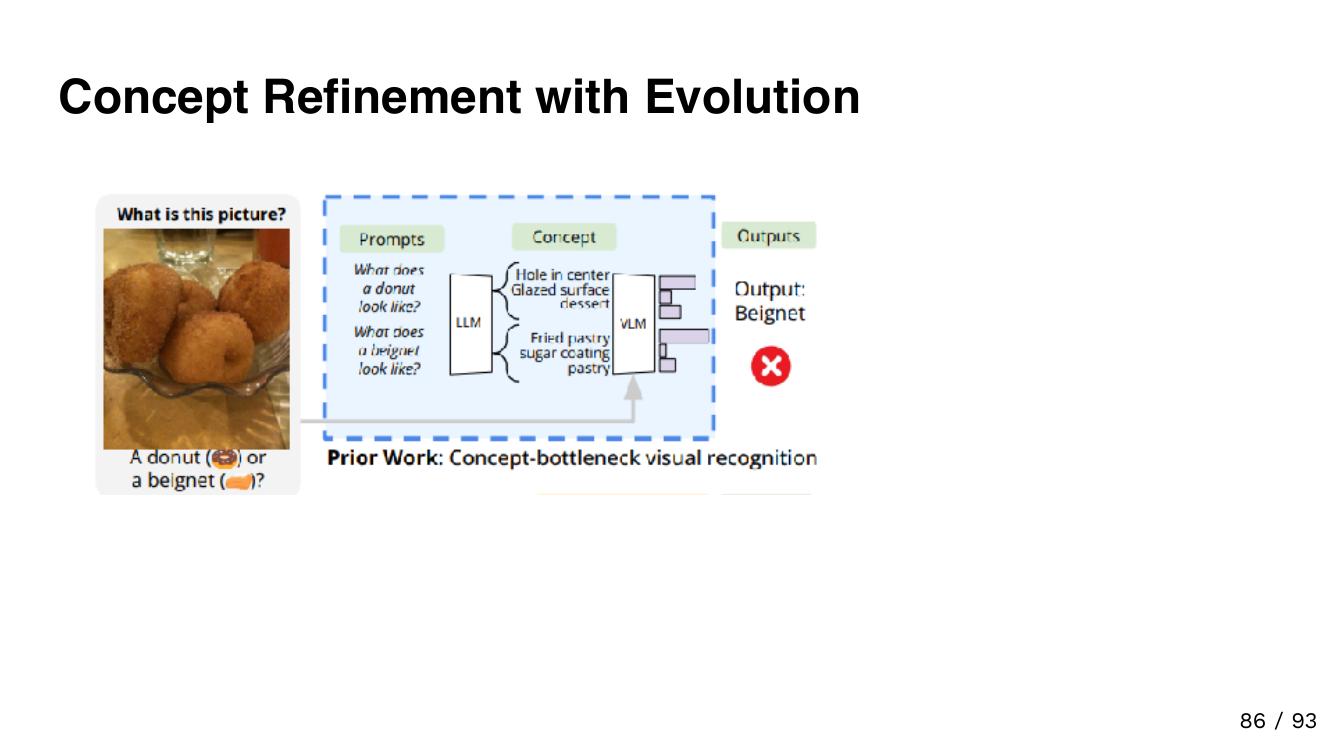 Concept Refinement with Evolution
What is this picture?
A donut (🍩) or
a beignet ()?
Prompts
What does
a donut
look like?
What does
a beignet
look like?
LLM
Concept
Hole in center
Glazed surface
dessert
Fried pastry
sugar coating
pastry
VLM
Outputs
Output:
Beignet
Prior Work: Concept-bottleneck visual recognition
86 / 93